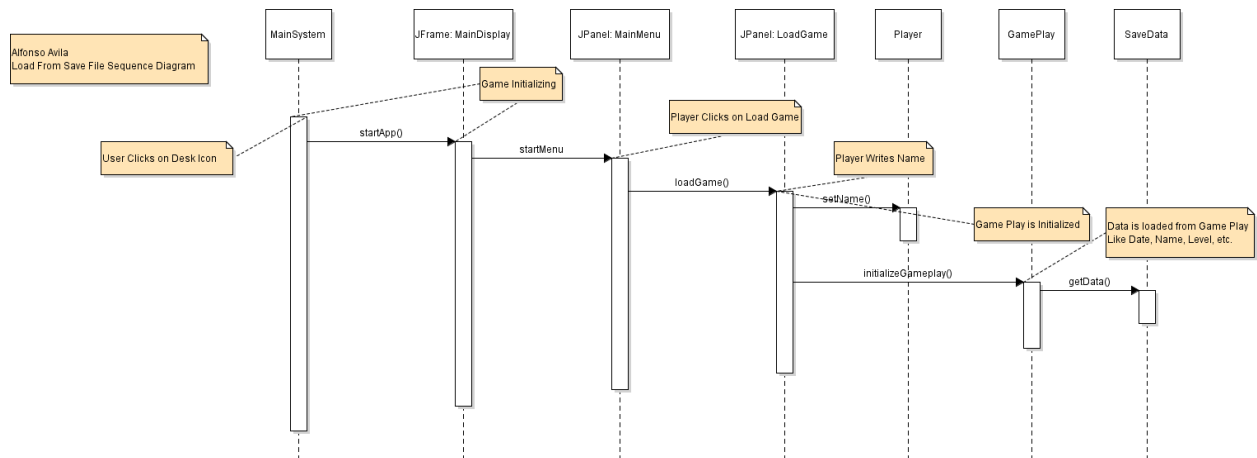 MainSystem
JFrame: MainDisplay
JPanel: MainMenu
JPanel: LoadGame
Player
GamePlay
SaveData
Alfonso Avila
Load From Save File Sequence Diagram
Game Initializing
Player Clicks on Load Game
startApp()
User Clicks on Desk Icon
startMenu
Player Writes Name
loadGame()
setName()
Game Play is Initialized
Data is loaded from Game Play
Like Date, Name, Level, etc.
initializeGameplay()
getData()